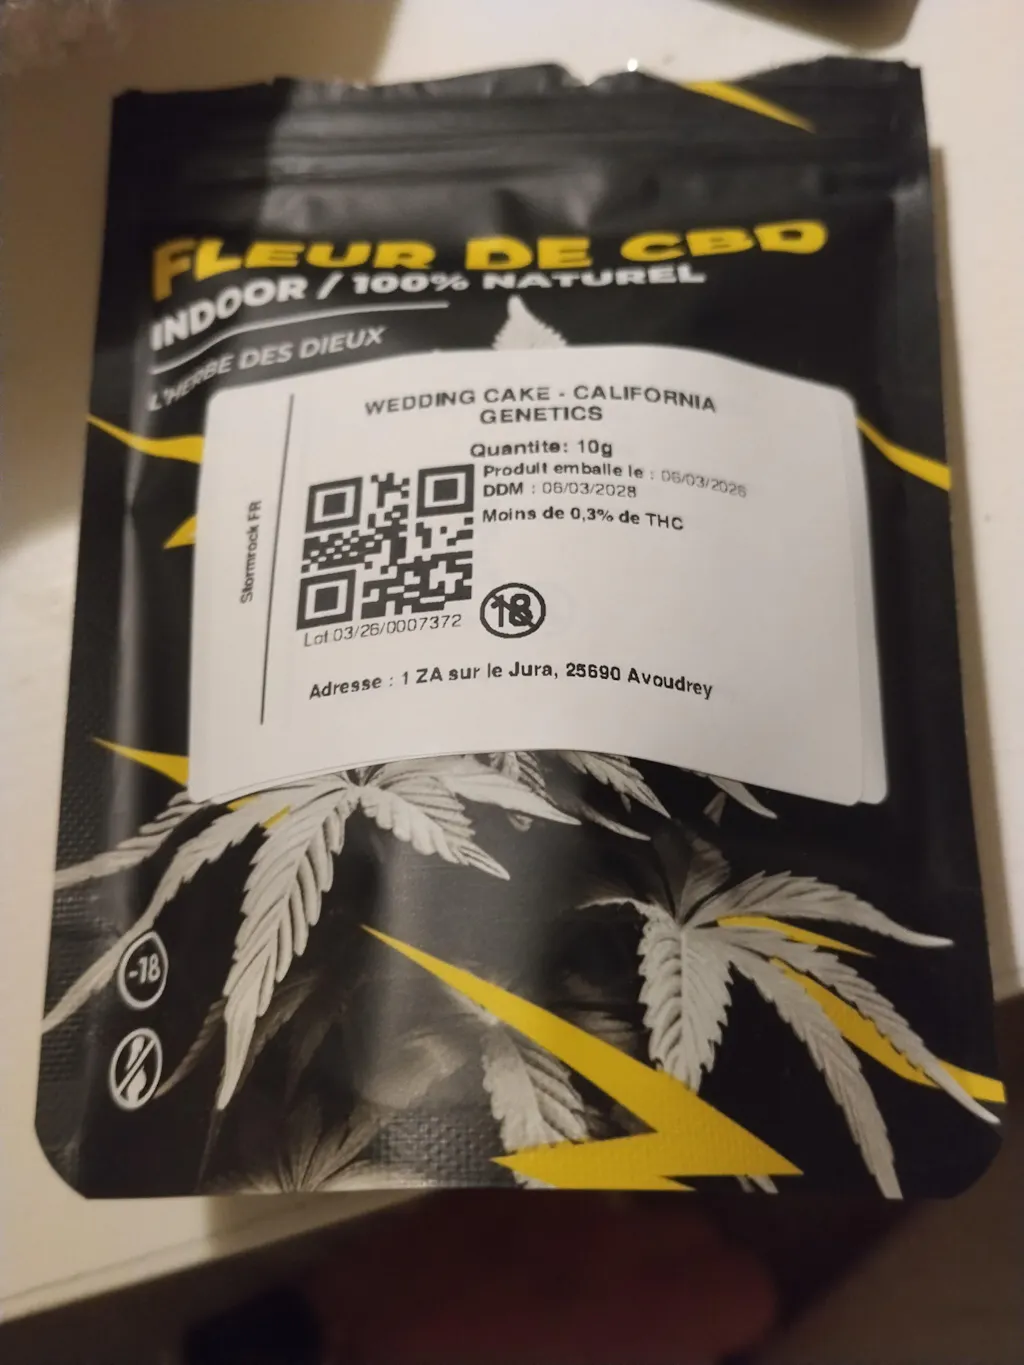 FLEUR DE CBD
INDOOR / 100% NATUREL
L'HERBE DES DIEUX
WEDDING CAKE - CALIFORNIA
GENETICS
Quantite: 10g
Produit emballe le : 06/03/2026
DDM : 06/03/2028
Moins de 0,3% de THC
Stormrock FR
18
Lot 03/26/0007372
Adresse : 1 ZA sur le Jura, 25690 Avoudrey
-18